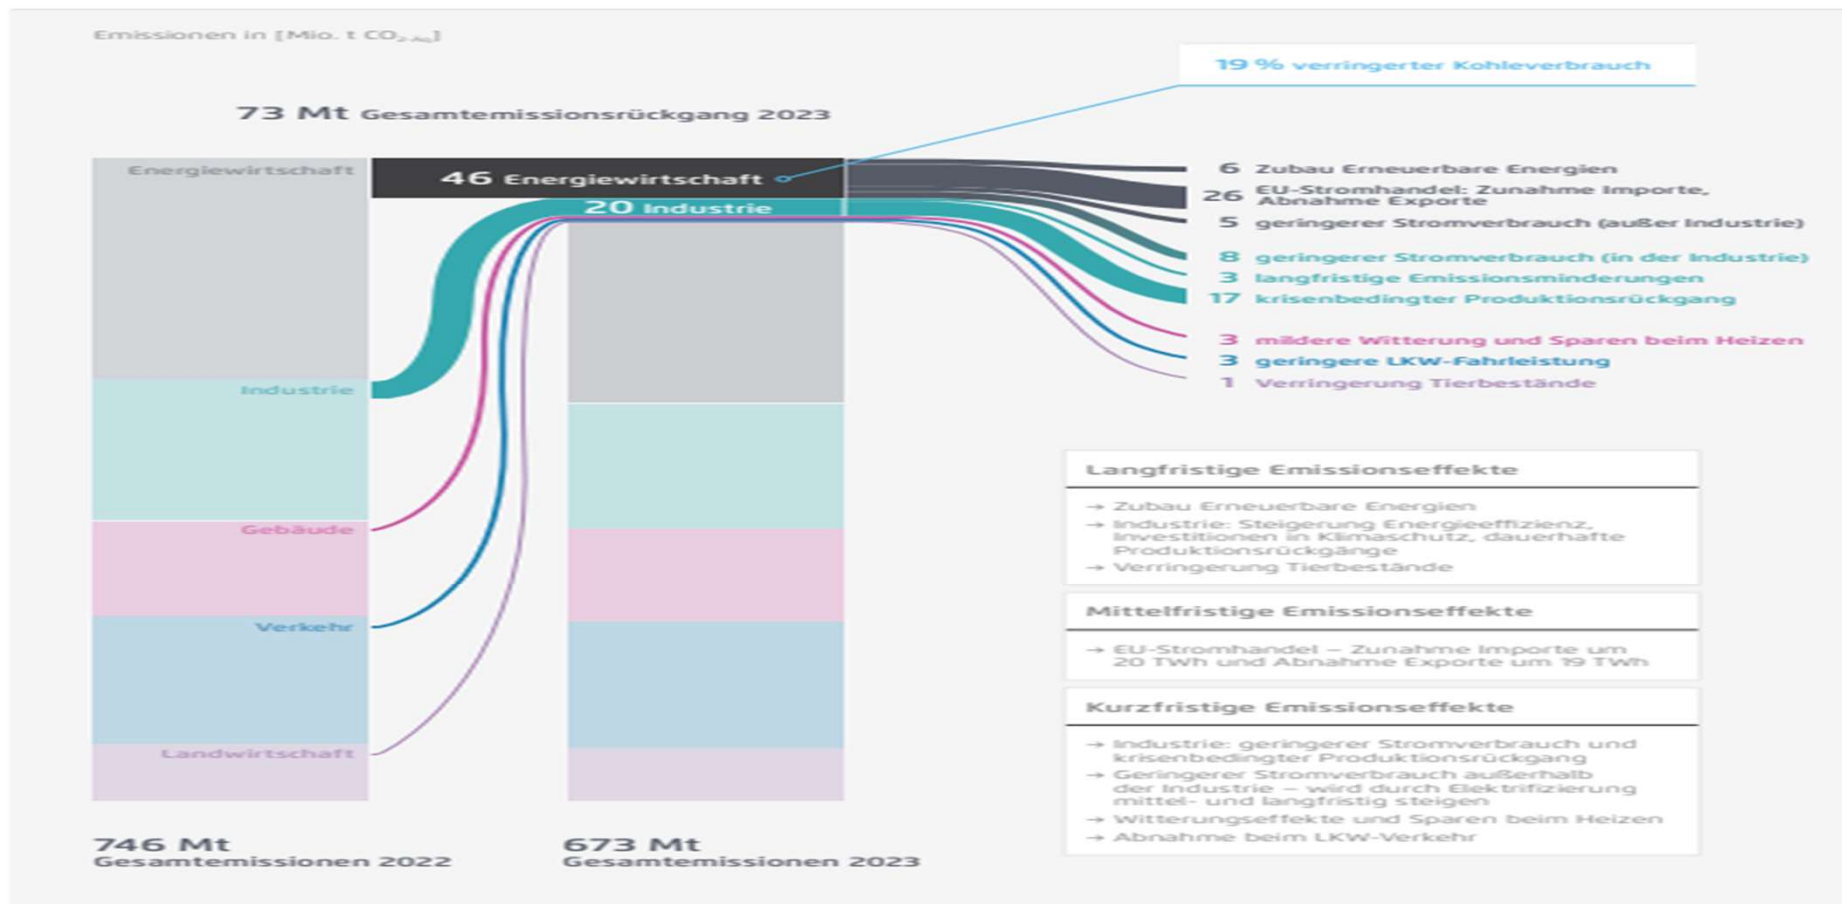 Emissionen in [Mio. t CO2-Äq]
19 % verringerter Kohleverbrauch
73 Mt Gesamtemissionsrückgang 2023
Energiewirtschaft
46 Energiewirtschaft
20 Industrie
6 Zubau Erneuerbare Energien
26 EU-Stromhandel: Zunahme Importe,
Abnahme Exporte
5 geringerer Stromverbrauch (außer Industrie)
8 geringerer Stromverbrauch (in der Industrie)
3 langfristige Emissionsminderungen
17 krisenbedingter Produktionsrückgang
3 mildere Witterung und Sparen beim Heizen
3 geringere LKW-Fahrleistung
1 Verringerung Tierbestände
Industrie
Gebäude
Verkehr
Landwirtschaft
746 Mt
Gesamtemissionen 2022
673 Mt
Gesamtemissionen 2023
Langfristige Emissionseffekte
→ Zubau Erneuerbare Energien
→ Industrie: Steigerung Energieeffizienz,
Investitionen in Klimaschutz, dauerhafte
Produktionsrückgänge
→ Verringerung Tierbestände
Mittelfristige Emissionseffekte
→ EU-Stromhandel – Zunahme Importe um
20 TWh und Abnahme Exporte um 19 TWh
Kurzfristige Emissionseffekte
→ Industrie: geringerer Stromverbrauch und
krisenbedingter Produktionsrückgang
→ Geringerer Stromverbrauch außerhalb
der Industrie – wird durch Elektrifizierung
mittel- und langfristig steigen
→ Witterungseffekte und Sparen beim Heizen
→ Abnahme beim LKW-Verkehr